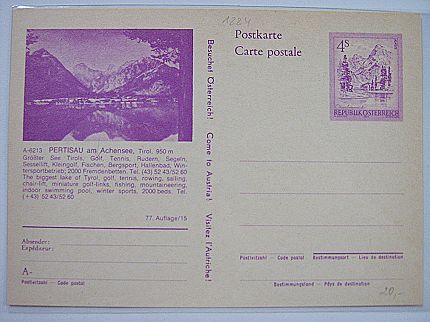 1224
Postkarte
Carte postale
4 S
REPUBLIK ÖSTERREICH
A-6213 PERTISAU am Achensee, Tirol, 950 m
Größter See Tirols, Golf, Tennis, Rudern, Segeln,
Sessellift, Kleingolf, Fischen, Bergsport, Hallenbad, Win-
tersportbetrieb; 2000 Fremdenbetten. Tel. (43) 52 43/52 60
The biggest lake of Tyrol, golf, tennis, rowing, sailing,
chair-lift, miniature golf-links, fishing, mountaineering,
indoor swimming pool, winter sports, 2000 beds. Tel.
(+43) 52 43/52 60
77. Auflage/15
Besuchet Österreich! Come to Austria! Visitez l'Autriche!
Absender:
Expéditeur:
A-
Postleitzahl - Code postal
Postleitzahl - Code postal Bestimmungsort - Lieu de destination
Bestimmungsland - Pays de destination
20,-